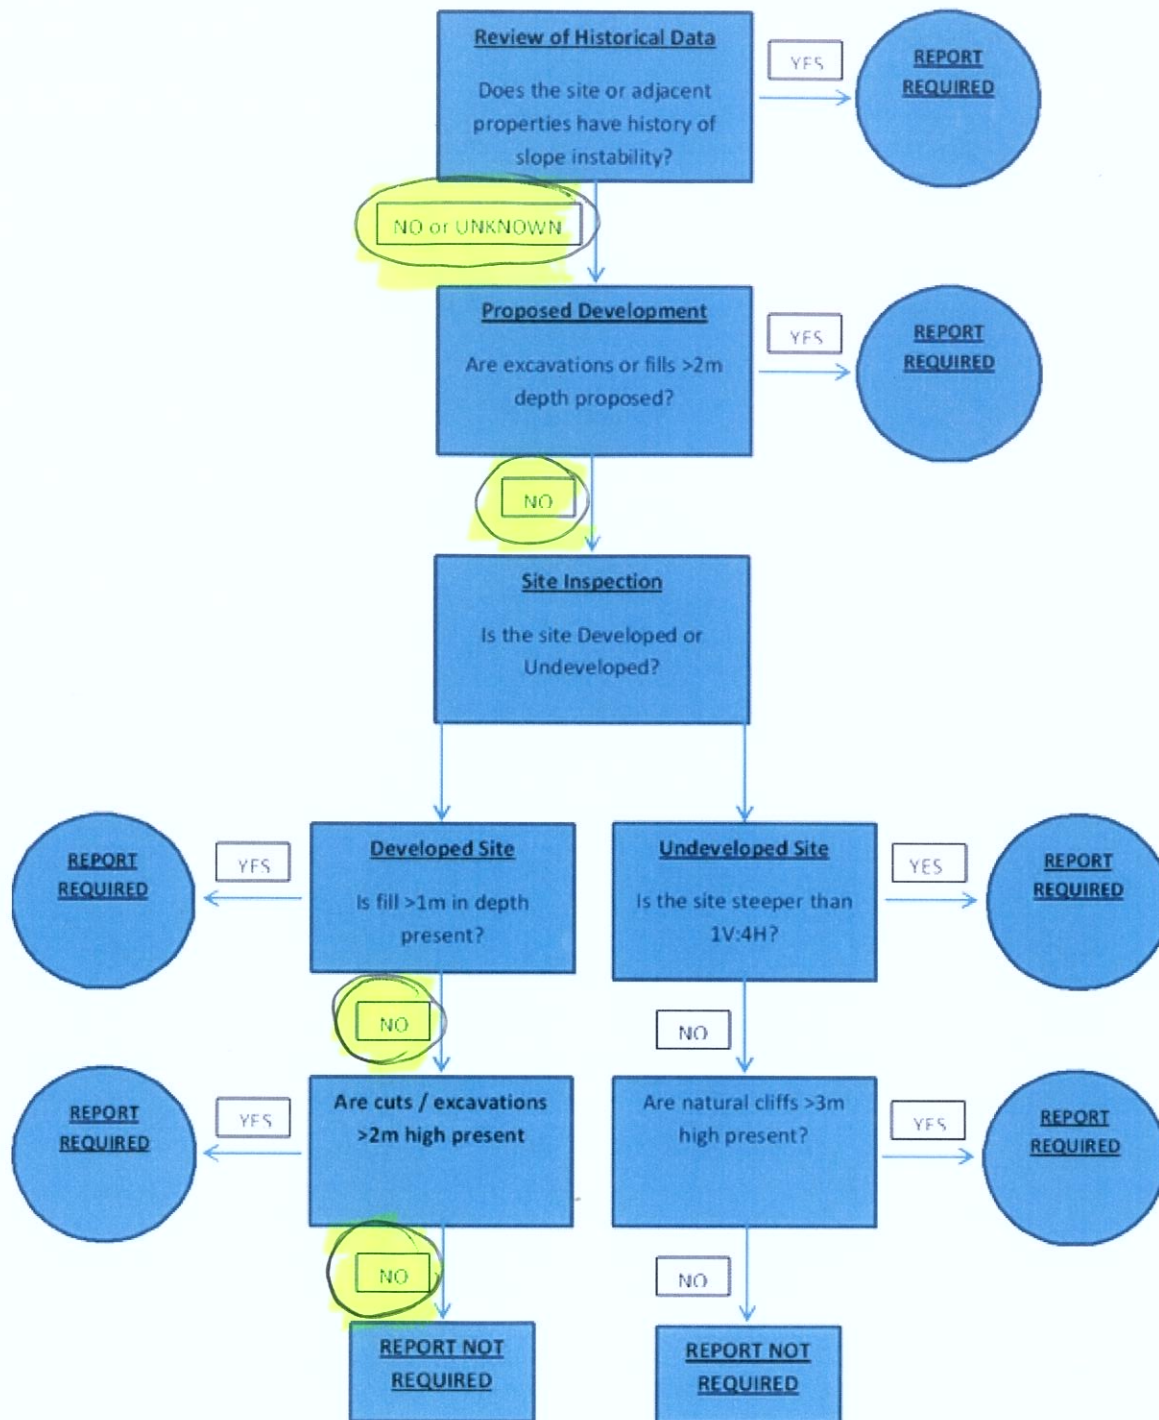 Review of Historical Data
Does the site or adjacent
properties have history of
slope instability?
YES
REPORT
REQUIRED
NO or UNKNOWN
Proposed Development
Are excavations or fills >2m
depth proposed?
YES
REPORT
REQUIRED
NO
Site Inspection
Is the site Developed or
Undeveloped?
REPORT
REQUIRED
YES
Developed Site
Is fill >1m in depth
present?
Undeveloped Site
Is the site steeper than
1V:4H?
YES
REPORT
REQUIRED
NO
NO
REPORT
REQUIRED
YES
Are cuts / excavations
>2m high present
Are natural cliffs >3m
high present?
YES
REPORT
REQUIRED
NO
NO
REPORT NOT
REQUIRED
REPORT NOT
REQUIRED